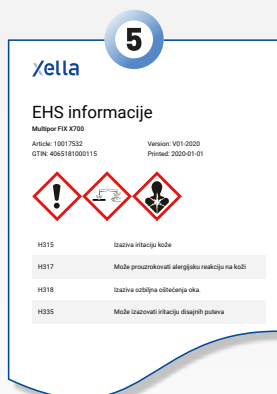 5
xella
EHS informacije
Multipor FIX X700
Article: 10017532 Version: V01-2020
GTIN: 4065181000115 Printed: 2020-01-01
H315 Izaziva iritaciju kože
H317 Može prouzrokovati alergijsku reakciju na koži
H318 Izaziva ozbiljna oštećenja oka.
H335 Može izazovati iritaciju disajnih puteva